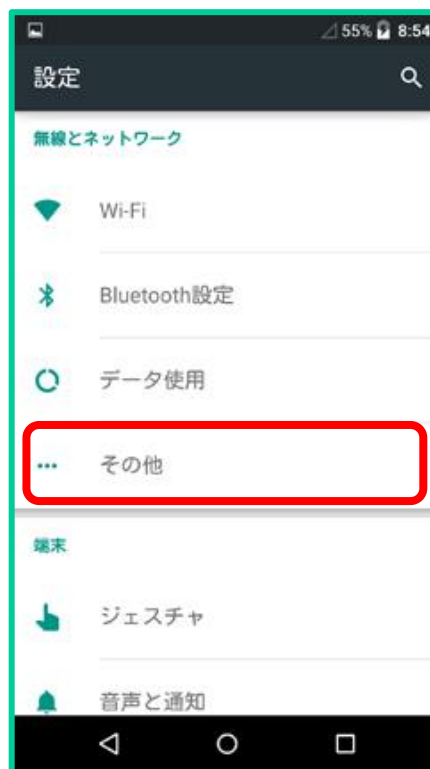 55% 8:54
設定
無線とネットワーク
Wi-Fi
Bluetooth設定
データ使用
その他
端末
ジェスチャ
音声と通知